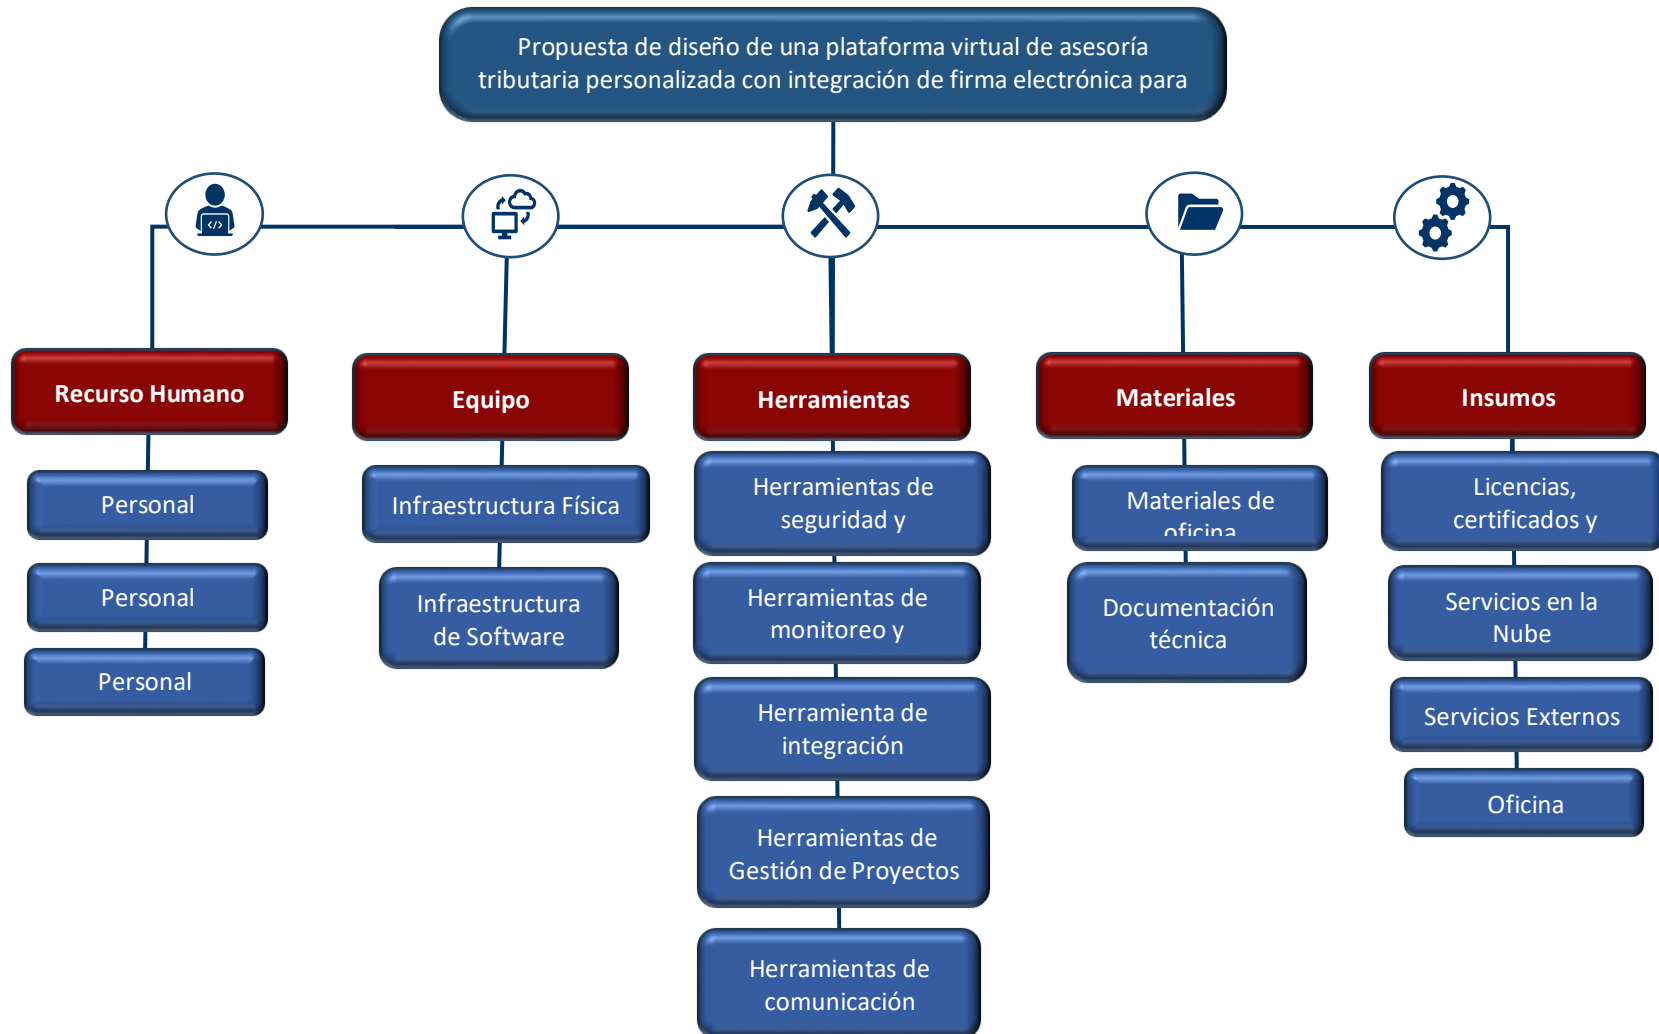 Propuesta de diseño de una plataforma virtual de asesoría
tributaria personalizada con integración de firma electrónica para
Recurso Humano
Personal
Personal
Personal
Equipo
Infraestructura Física
Infraestructura
de Software
Herramientas
Herramientas de
seguridad y
Herramientas de
monitoreo y
Herramienta de
integración
Herramientas de
Gestión de Proyectos
Herramientas de
comunicación
Materiales
Materiales de
oficina
Documentación
técnica
Insumos
Licencias,
certificados y
Servicios en la
Nube
Servicios Externos
Oficina